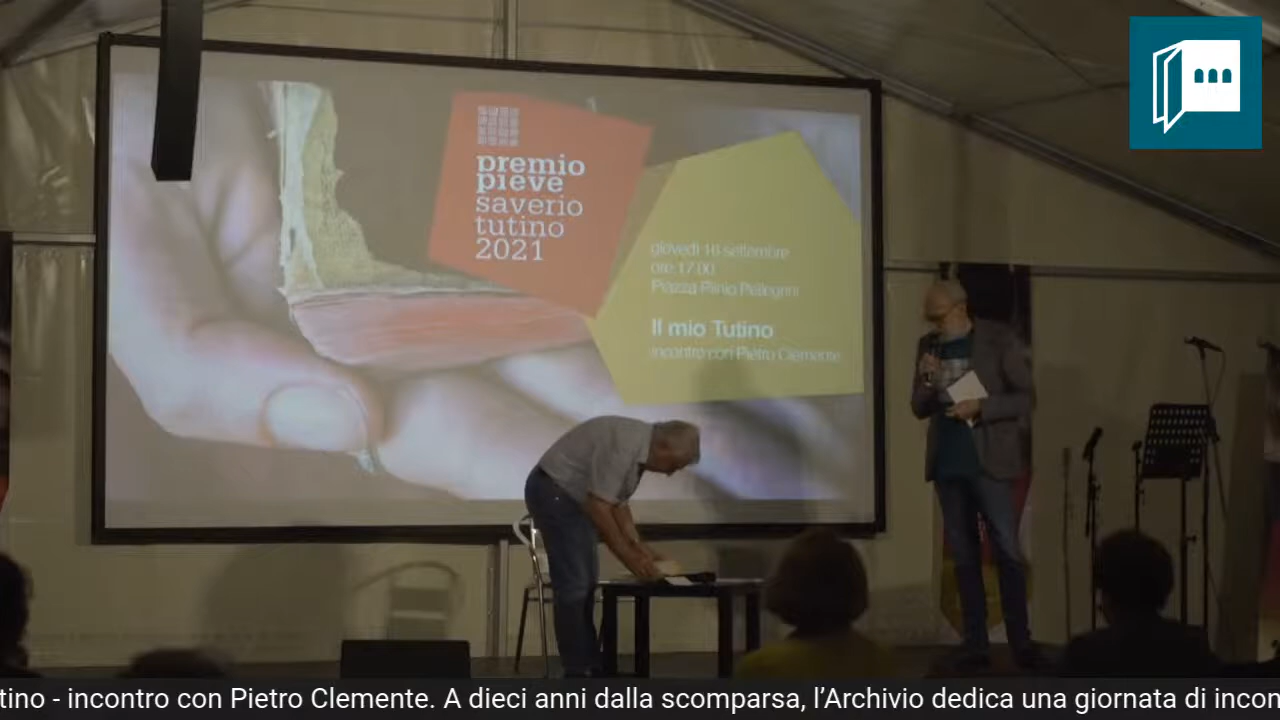 premio
pieve
saverio
tutino
2021
giovedì 16 settembre
ore 17.00
Piazza Plinio Pellegrini
Il mio Tutino
incontro con Pietro Clemente
tino - incontro con Pietro Clemente. A dieci anni dalla scomparsa, l’Archivio dedica una giornata di incon